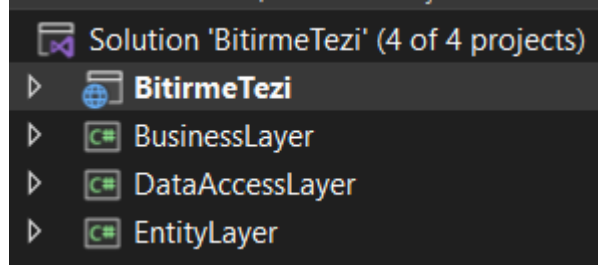 Solution 'BitirmeTezi' (4 of 4 projects)
BitirmeTezi
C# BusinessLayer
C# DataAccessLayer
C# EntityLayer